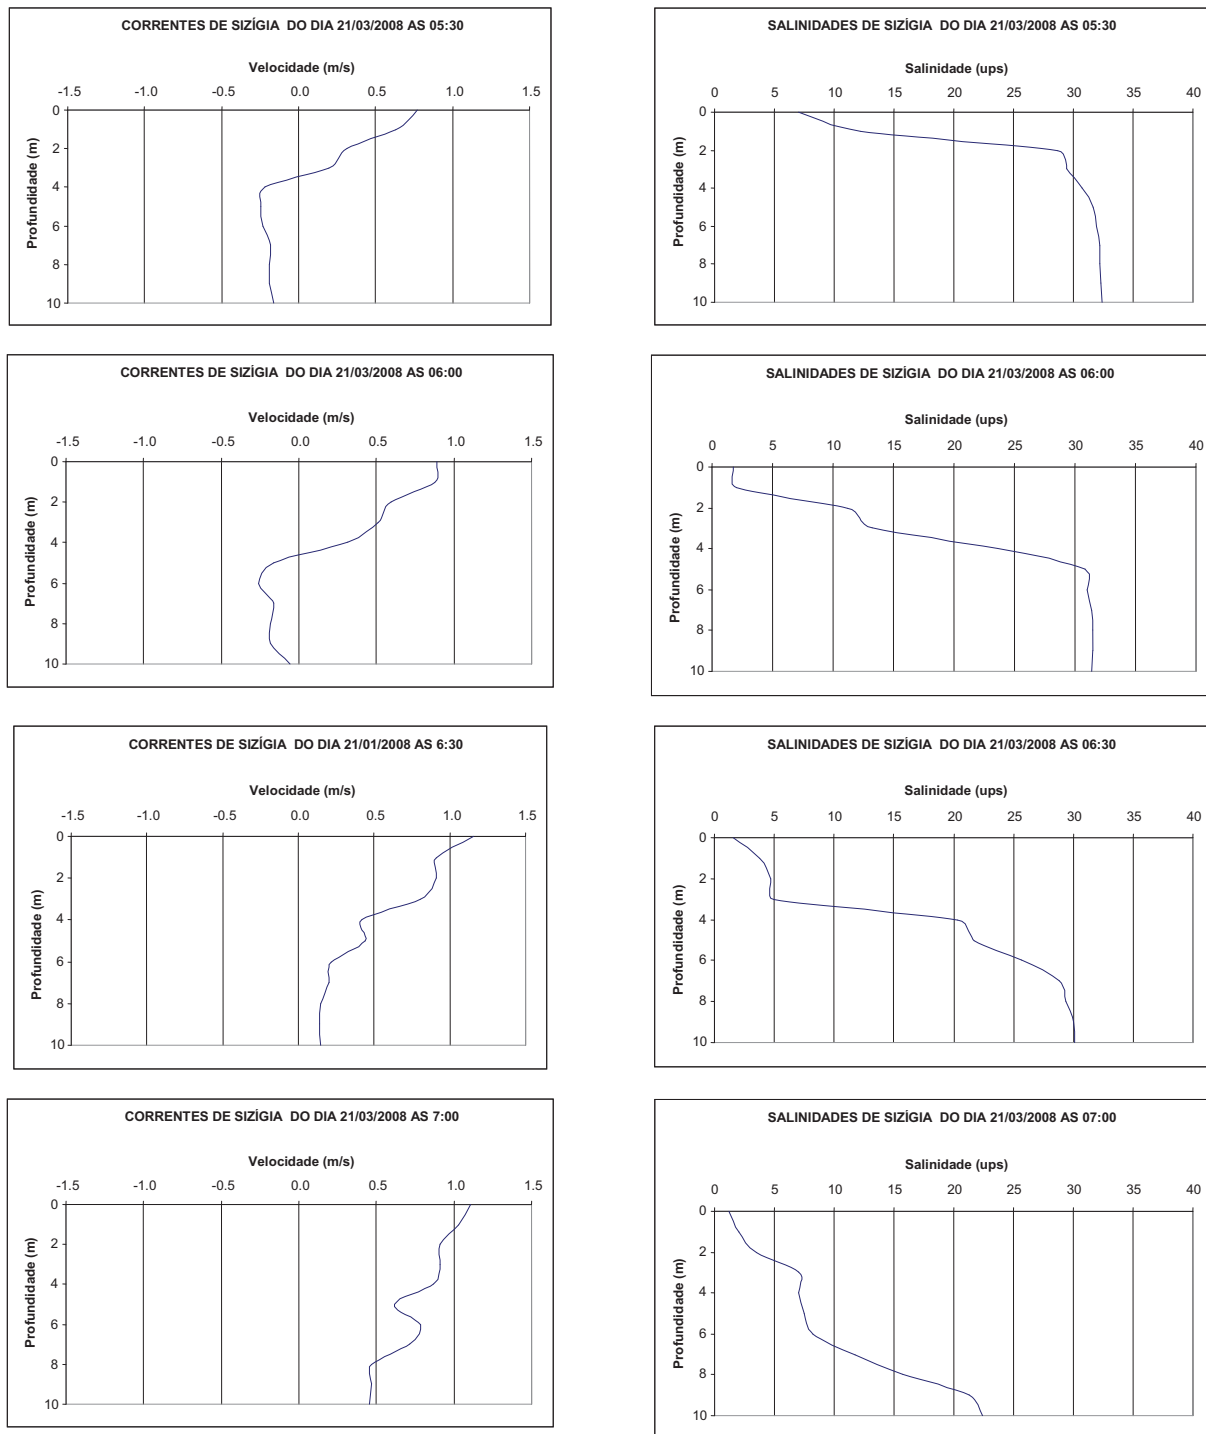 CORRENTES DE SIZÍGIA DO DIA 21/03/2008 AS 05:30
Velocidade (m/s)
-1.5 -1.0 -0.5 0.0 0.5 1.0 1.5
Profundidade (m)
0
2
4
6
8
10
SALINIDADES DE SIZÍGIA DO DIA 21/03/2008 AS 05:30
Salinidade (ups)
0 5 10 15 20 25 30 35 40
Profundidade (m)
0
2
4
6
8
10
CORRENTES DE SIZÍGIA DO DIA 21/03/2008 AS 06:00
Velocidade (m/s)
-1.5 -1.0 -0.5 0.0 0.5 1.0 1.5
Profundidade (m)
0
2
4
6
8
10
SALINIDADES DE SIZÍGIA DO DIA 21/03/2008 AS 06:00
Salinidade (ups)
0 5 10 15 20 25 30 35 40
Profundidade (m)
0
2
4
6
8
10
CORRENTES DE SIZÍGIA DO DIA 21/01/2008 AS 6:30
Velocidade (m/s)
-1.5 -1.0 -0.5 0.0 0.5 1.0 1.5
Profundidade (m)
0
2
4
6
8
10
SALINIDADES DE SIZÍGIA DO DIA 21/03/2008 AS 06:30
Salinidade (ups)
0 5 10 15 20 25 30 35 40
Profundidade (m)
0
2
4
6
8
10
CORRENTES DE SIZÍGIA DO DIA 21/03/2008 AS 7:00
Velocidade (m/s)
-1.5 -1.0 -0.5 0.0 0.5 1.0 1.5
Profundidade (m)
0
2
4
6
8
10
SALINIDADES DE SIZÍGIA DO DIA 21/03/2008 AS 07:00
Salinidade (ups)
0 5 10 15 20 25 30 35 40
Profundidade (m)
0
2
4
6
8
10